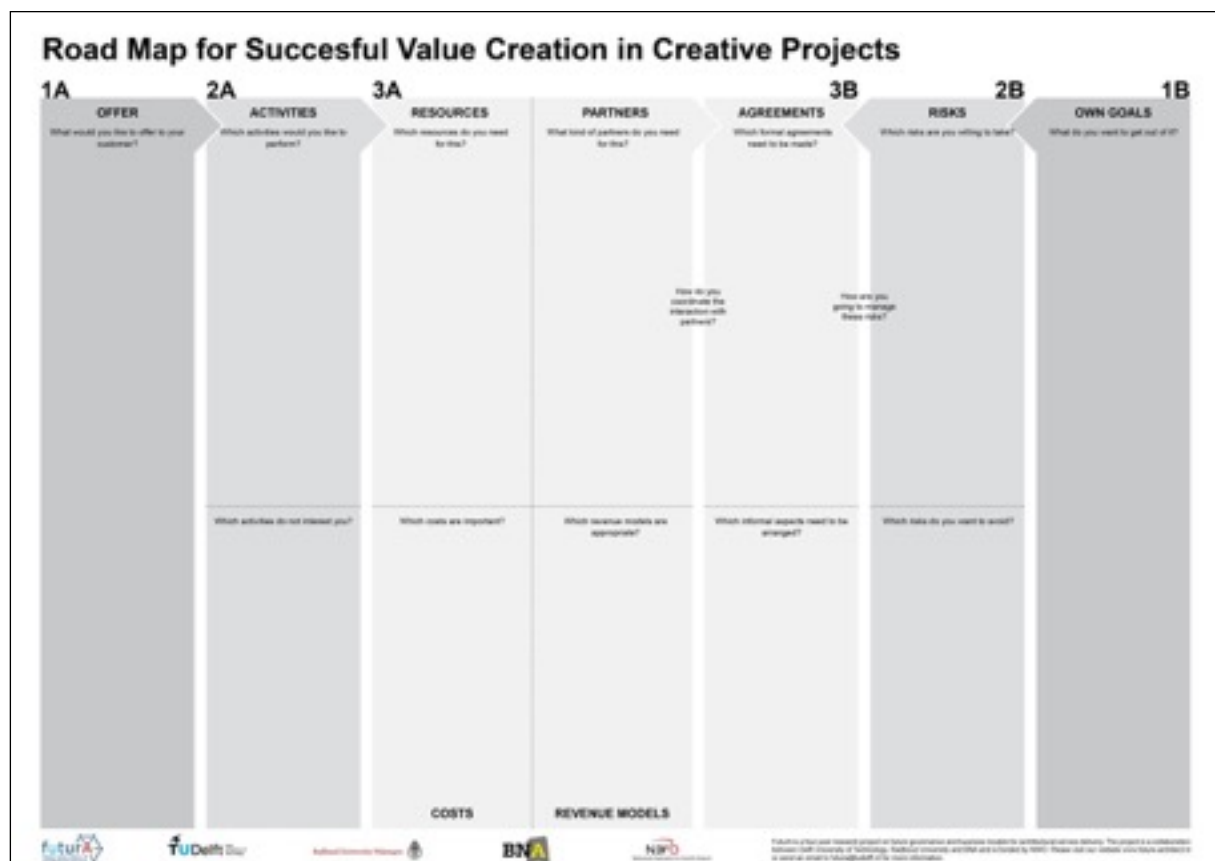 Road Map for Succesful Value Creation in Creative Projects
1A
2A
3A
3B
2B
1B
OFFER
What would you like to offer to your
customer?
ACTIVITIES
Which activities would you like to
perform?
RESOURCES
Which resources do you need
for this?
PARTNERS
What kind of partners do you need
for this?
AGREEMENTS
Which formal agreements
need to be made?
RISKS
Which risks are you willing to take?
OWN GOALS
What do you want to get out of it?
How do you
coordinate the
interaction with
partners?
How are you
going to manage
these risks?
Which activities do not interest you?
Which costs are important?
Which revenue models are
appropriate?
Which informal aspects need to be
arranged?
Which risks do you want to avoid?
COSTS
REVENUE MODELS
futurA
TUDelft
Radboud University Nijmegen
BNA